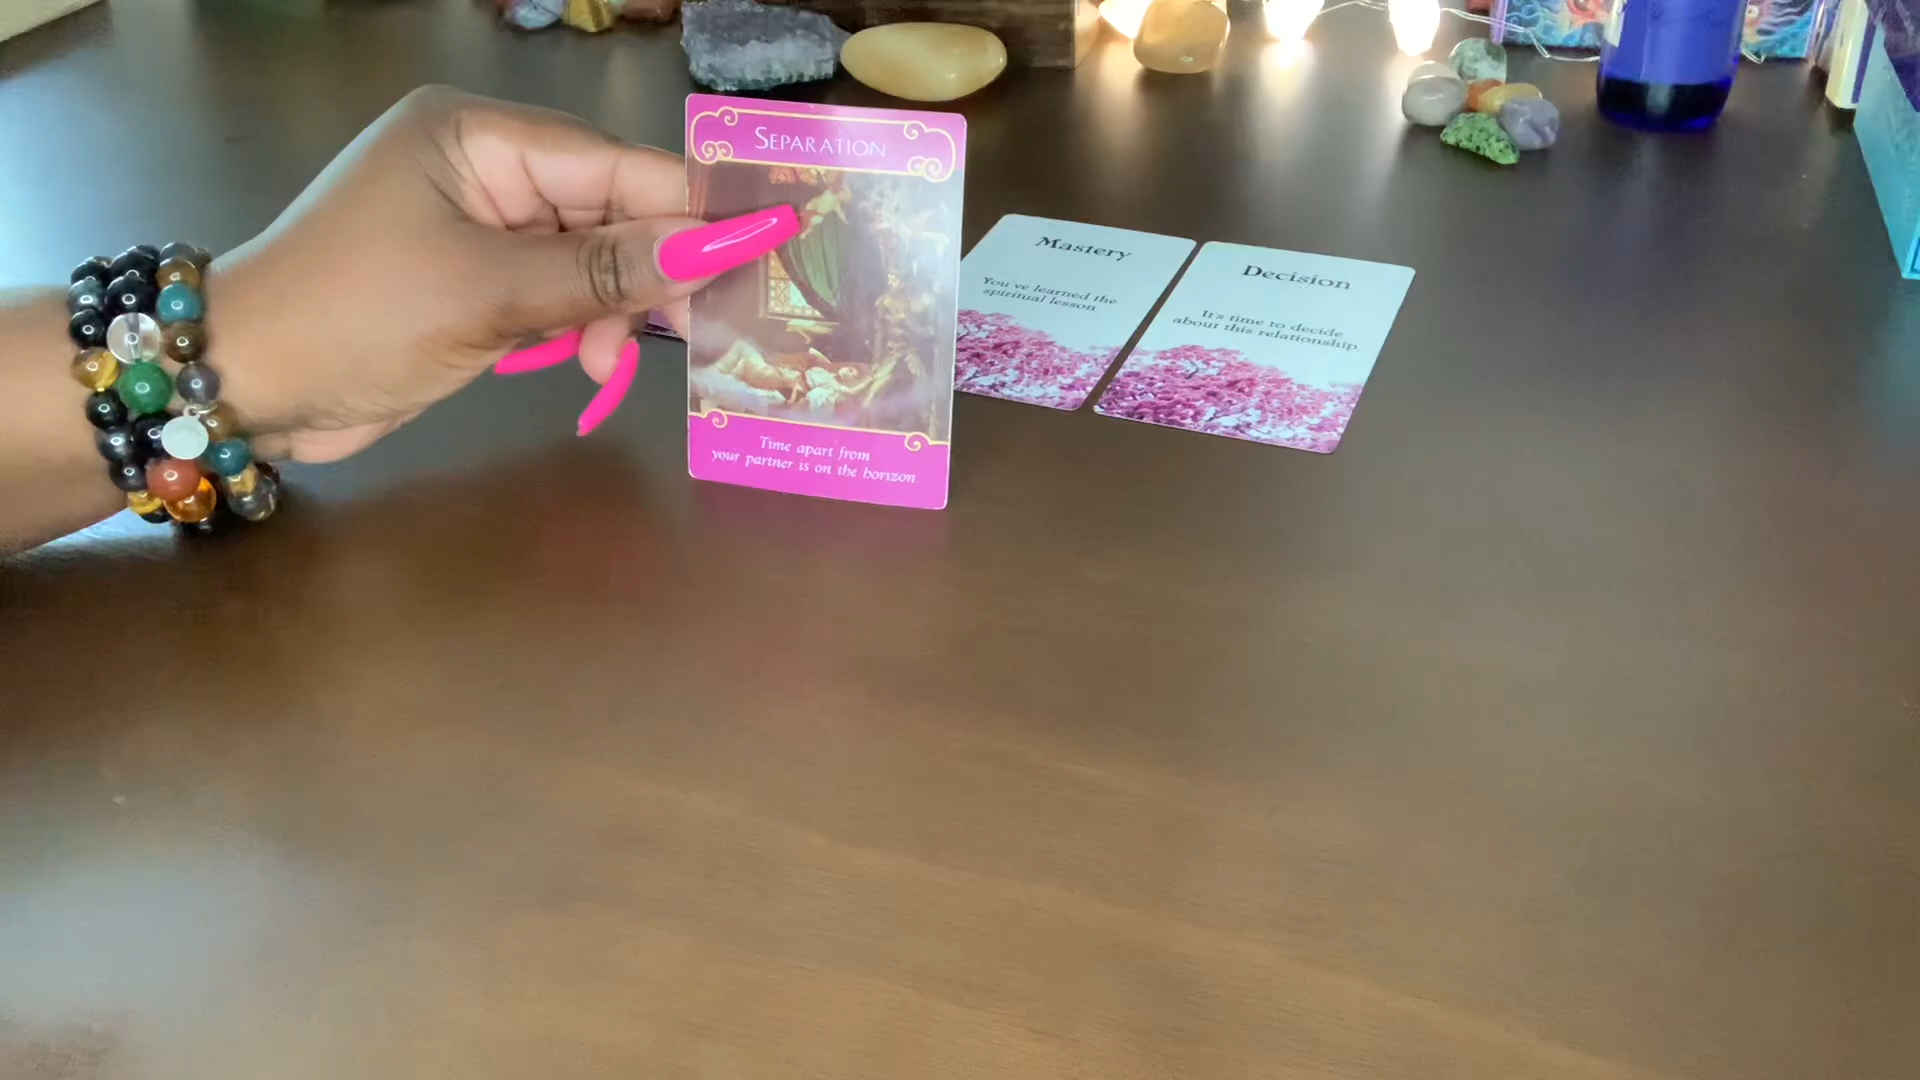 SEPARATION
Time apart from
your partner is on the horizon.
Mastery
You've learned the
spiritual lesson
Decision
It's time to decide
about this relationship.